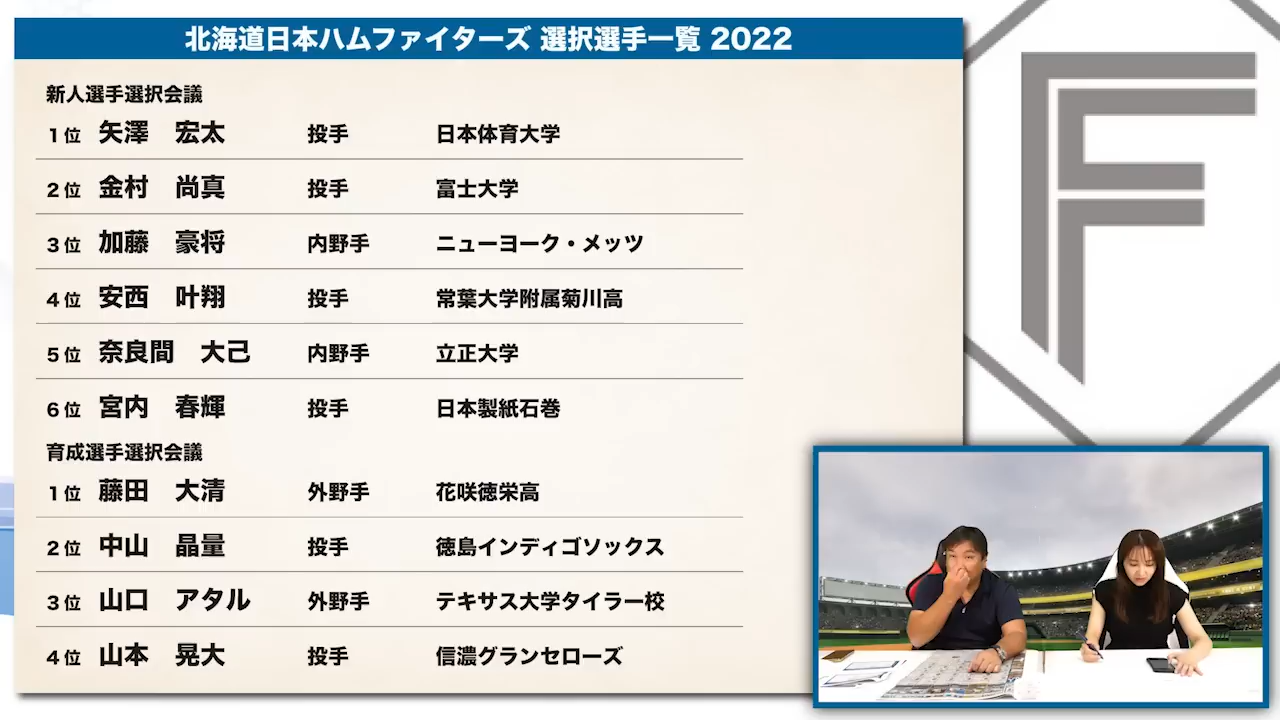 北海道日本ハムファイターズ 選択選手一覧 2022
新人選手選択会議
1位 矢澤 宏太 投手 日本体育大学
2位 金村 尚真 投手 富士大学
3位 加藤 豪将 内野手 ニューヨーク・メッツ
4位 安西 叶翔 投手 常葉大学附属菊川高
5位 奈良間 大己 内野手 立正大学
6位 宮内 春輝 投手 日本製紙石巻
育成選手選択会議
1位 藤田 大清 外野手 花咲徳栄高
2位 中山 晶量 投手 徳島インディゴソックス
3位 山口 アタル 外野手 テキサス大学タイラー校
4位 山本 晃大 投手 信濃グランセローズ